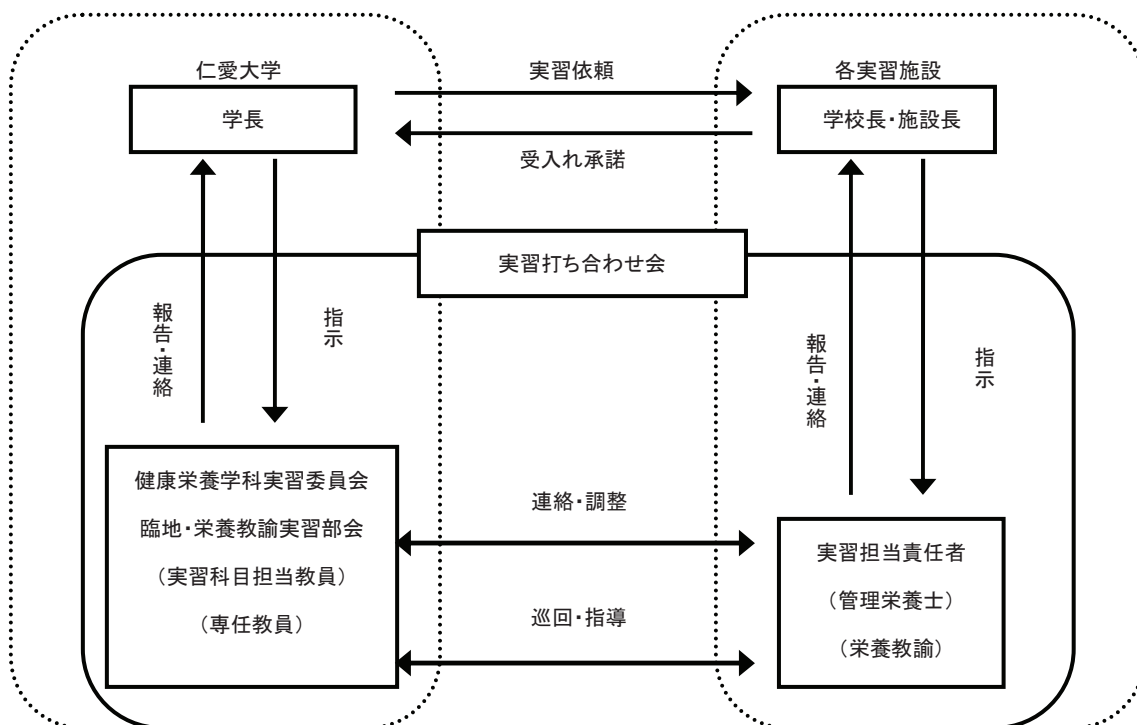 仁愛大学
実習依頼
各実習施設
学長
学校長・施設長
受入れ承諾
実習打ち合わせ会
報告・連絡
指示
報告・連絡
指示
健康栄養学科実習委員会
臨地・栄養教諭実習部会
（実習科目担当教員）
（専任教員）
連絡・調整
巡回・指導
実習担当責任者
（管理栄養士）
（栄養教諭）